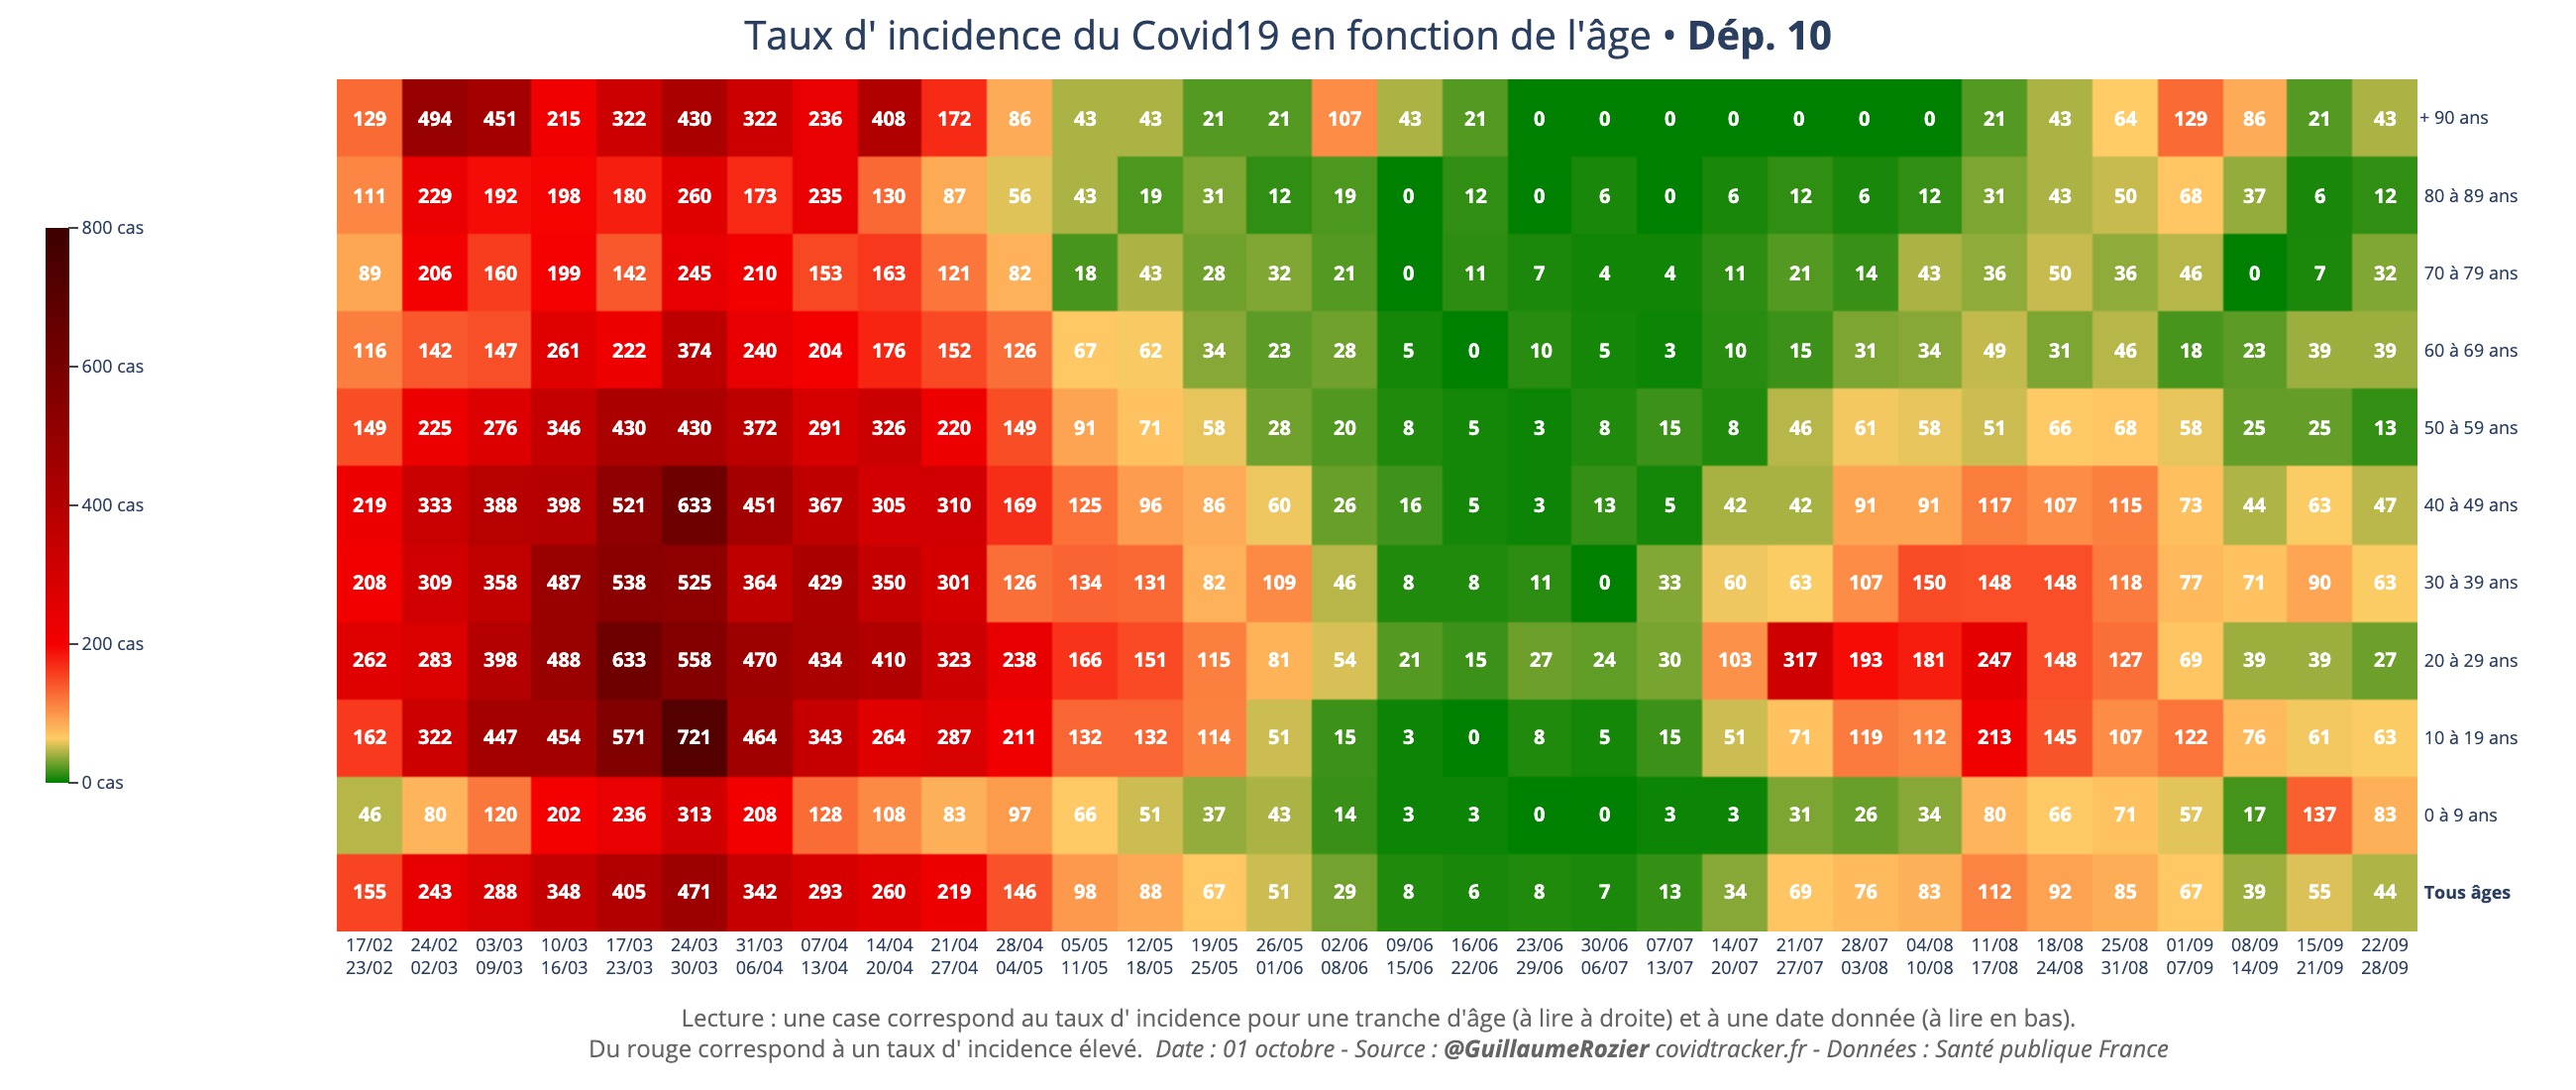 Taux d' incidence du Covid19 en fonction de l'âge • Dép. 10
800 cas
600 cas
400 cas
200 cas
0 cas
129 494 451 215 322 430 322 236 408 172 86 43 43 21 21 107 43 21 0 0 0 0 0 0 0 21 43 64 129 86 21 43 + 90 ans
111 229 192 198 180 260 173 235 130 87 56 43 19 31 12 19 0 12 0 6 0 6 12 6 12 31 43 50 68 37 6 12 80 à 89 ans
89 206 160 199 142 245 210 153 163 121 82 18 43 28 32 21 0 11 7 4 4 11 21 14 43 36 50 36 46 0 7 32 70 à 79 ans
116 142 147 261 222 374 240 204 176 152 126 67 62 34 23 28 5 0 10 5 3 10 15 31 34 49 31 46 18 23 39 39 60 à 69 ans
149 225 276 346 430 430 372 291 326 220 149 91 71 58 28 20 8 5 3 8 15 8 46 61 58 51 66 68 58 25 25 13 50 à 59 ans
219 333 388 398 521 633 451 367 305 310 169 125 96 86 60 26 16 5 3 13 5 42 42 91 91 117 107 115 73 44 63 47 40 à 49 ans
208 309 358 487 538 525 364 429 350 301 126 134 131 82 109 46 8 8 11 0 33 60 63 107 150 148 148 118 77 71 90 63 30 à 39 ans
262 283 398 488 633 558 470 434 410 323 238 166 151 115 81 54 21 15 27 24 30 103 317 193 181 247 148 127 69 39 39 27 20 à 29 ans
162 322 447 454 571 721 464 343 264 287 211 132 132 114 51 15 3 0 8 5 15 51 71 119 112 213 145 107 122 76 61 63 10 à 19 ans
46 80 120 202 236 313 208 128 108 83 97 66 51 37 43 14 3 3 0 0 3 3 31 26 34 80 66 71 57 17 137 83 0 à 9 ans
155 243 288 348 405 471 342 293 260 219 146 98 88 67 51 29 8 6 8 7 13 34 69 76 83 112 92 85 67 39 55 44 Tous âges
17/02 24/02 03/03 10/03 17/03 24/03 31/03 07/04 14/04 21/04 28/04 05/05 12/05 19/05 26/05 02/06 09/06 16/06 23/06 30/06 07/07 14/07 21/07 28/07 04/08 11/08 18/08 25/08 01/09 08/09 15/09 22/09
23/02 02/03 09/03 16/03 23/03 30/03 06/04 13/04 20/04 27/04 04/05 11/05 18/05 25/05 01/06 08/06 15/06 22/06 29/06 06/07 13/07 20/07 27/07 03/08 10/08 17/08 24/08 31/08 07/09 14/09 21/09 28/09
Lecture : une case correspond au taux d' incidence pour une tranche d'âge (à lire à droite) et à une date donnée (à lire en bas).
Du rouge correspond à un taux d' incidence élevé. Date : 01 octobre - Source : @GuillaumeRozier covidtracker.fr - Données : Santé publique France